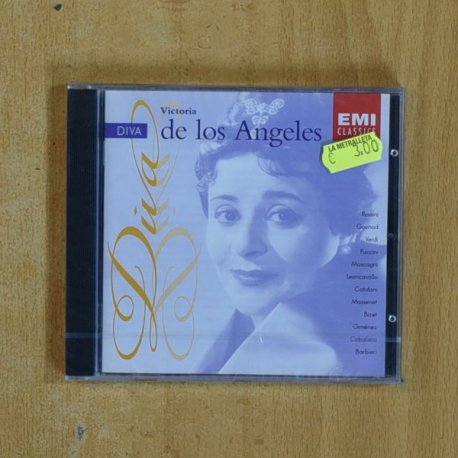 Victoria
DIVA
de los Angeles
EMI
CLASSICS
LA METRALLETA
€ 3.00
Diva
Rossini
Gounod
Verdi
Puccini
Mascagni
Leoncavallo
Catalani
Massenet
Bizet
Giménez
Caballero
Barbieri